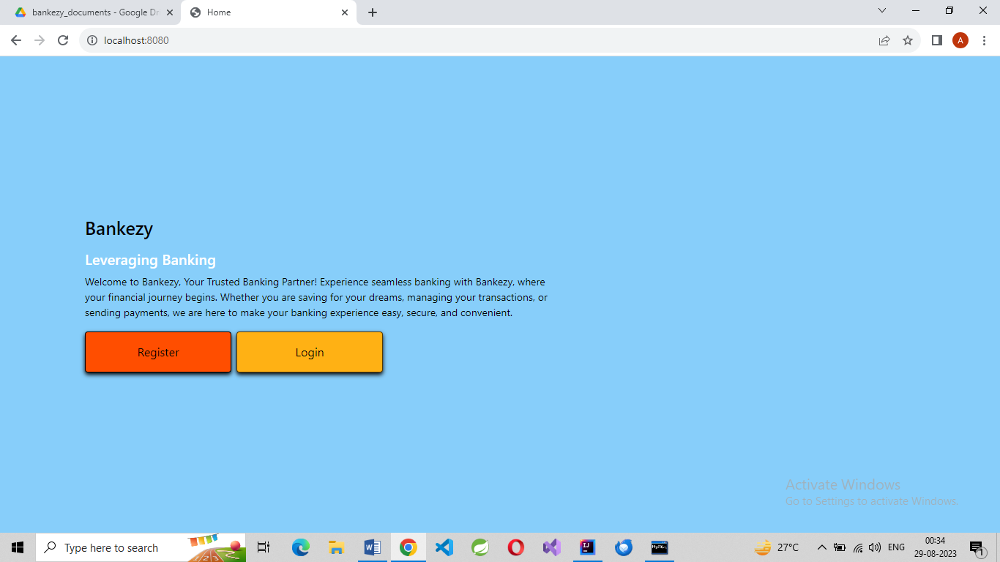 bankezy_documents - Google Dr
Home
localhost:8080
A
Bankezy
Leveraging Banking
Welcome to Bankezy, Your Trusted Banking Partner! Experience seamless banking with Bankezy, where
your financial journey begins. Whether you are saving for your dreams, managing your transactions, or
sending payments, we are here to make your banking experience easy, secure, and convenient.
Register
Login
Activate Windows
Go to Settings to activate Windows.
Type here to search
27°C
ENG
00:34
29-08-2023
1